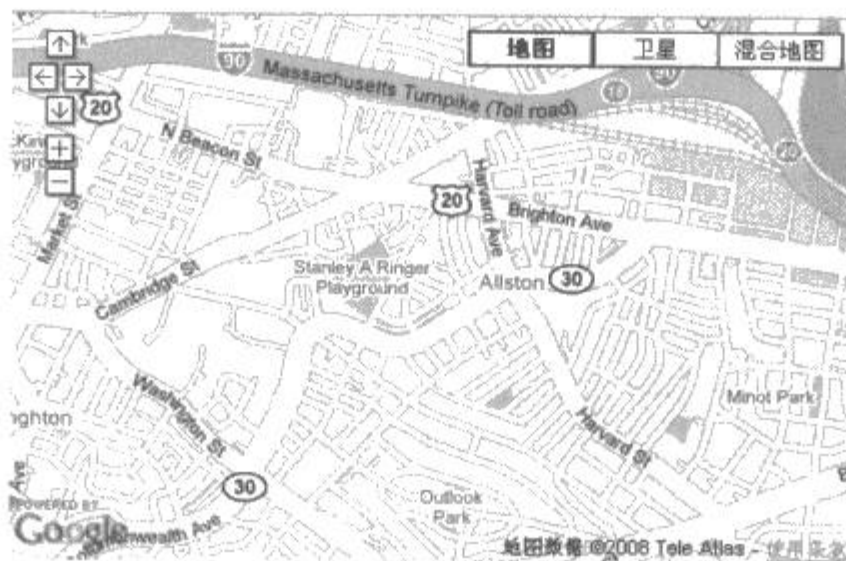 地图 卫星 混合地图
90
Massachusetts Turnpike (Toll road)
20
N Beacon St
Market St
Harvard Ave
20
Brighton Ave
Cambridge St
Stanley A Ringer
Playground
Allston
30
Washington St
Harvard St
Minot Park
30
Outlook
Park
Ave
POWERED BY
Google
地图数据 ©2008 Tele Atlas -